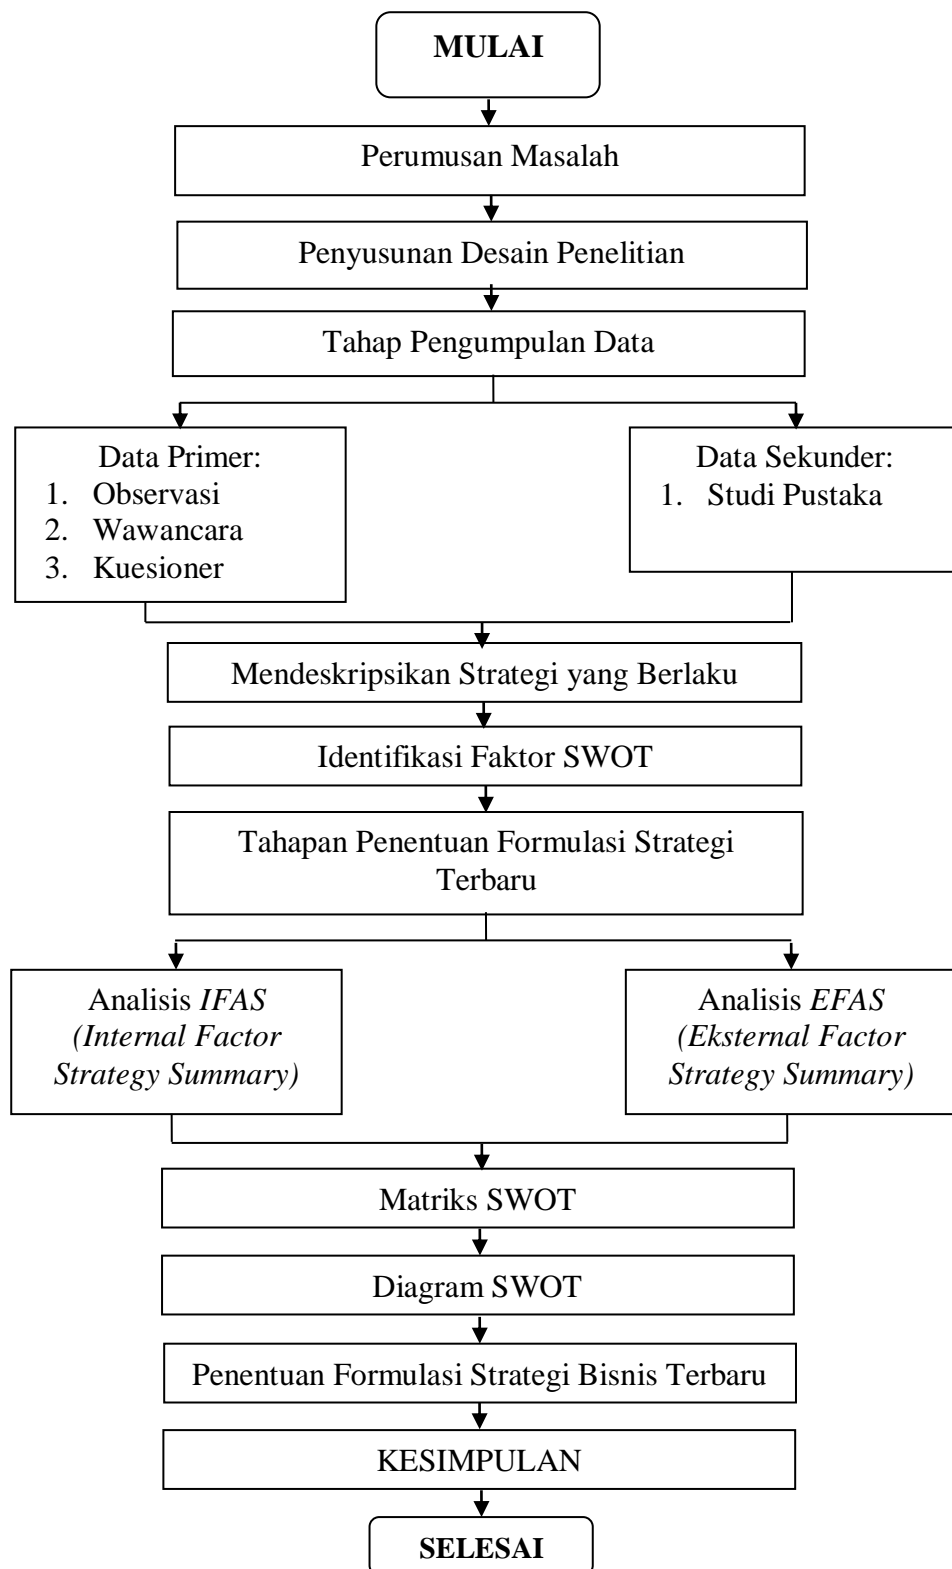 MULAI
Perumusan Masalah
Penyusunan Desain Penelitian
Tahap Pengumpulan Data
Data Primer:
1. Observasi
2. Wawancara
3. Kuesioner
Data Sekunder:
1. Studi Pustaka
Mendeskripsikan Strategi yang Berlaku
Identifikasi Faktor SWOT
Tahapan Penentuan Formulasi Strategi
Terbaru
Analisis IFAS
(Internal Factor
Strategy Summary)
Analisis EFAS
(Eksternal Factor
Strategy Summary)
Matriks SWOT
Diagram SWOT
Penentuan Formulasi Strategi Bisnis Terbaru
KESIMPULAN
SELESAI